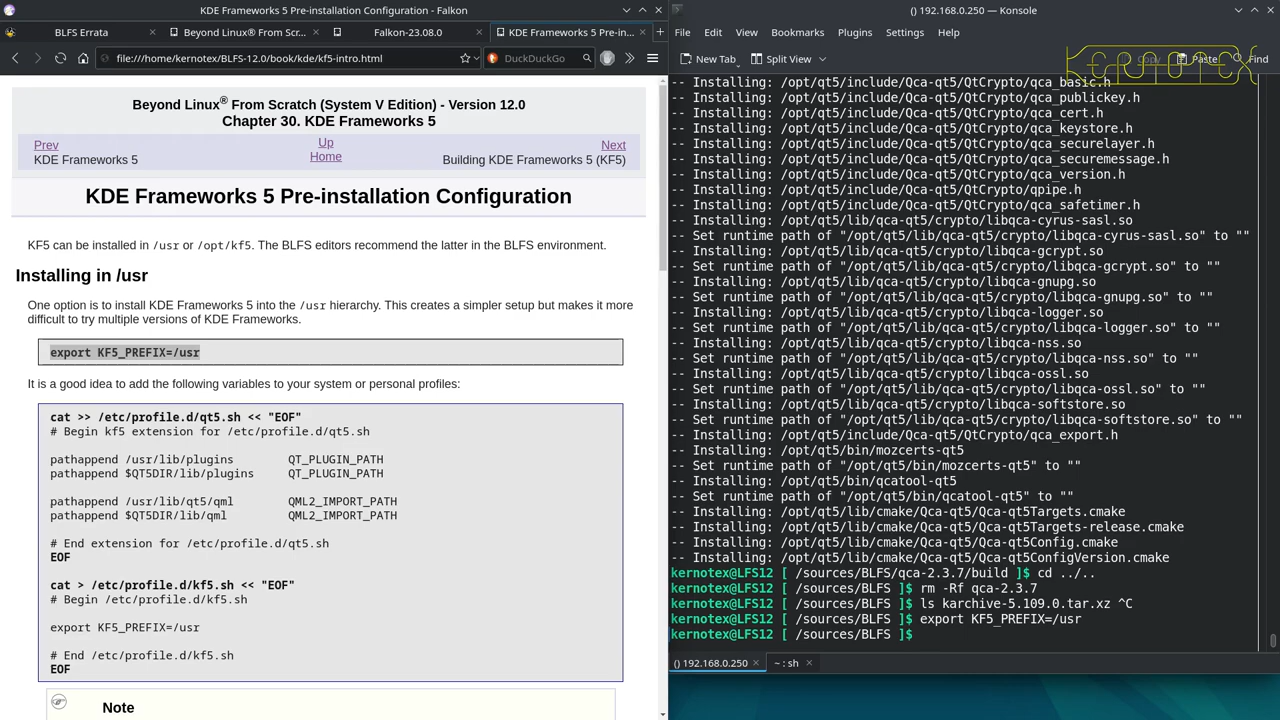 KDE Frameworks 5 Pre-installation Configuration - Falkon
BLFS Errata
Beyond Linux® From Scratch (System V Edition) - Version 12.0
Beyond Linux® From Scr...
Falkon-23.08.0
KDE Frameworks 5 Pre-in...
file:///home/kernotex/BLFS-12.0/book/kde/kf5-intro.html
DuckDuckGo
Beyond Linux® From Scratch (System V Edition) - Version 12.0
Chapter 30. KDE Frameworks 5
Prev
Up
Next
KDE Frameworks 5
Home
Building KDE Frameworks 5 (KF5)
KDE Frameworks 5 Pre-installation Configuration
KF5 can be installed in /usr or /opt/kf5. The BLFS editors recommend the latter in the BLFS environment.
Installing in /usr
One option is to install KDE Frameworks 5 into the /usr hierarchy. This creates a simpler setup but makes it more
difficult to try multiple versions of KDE Frameworks.
export KF5_PREFIX=/usr
It is a good idea to add the following variables to your system or personal profiles:
cat >> /etc/profile.d/qt5.sh << "EOF"
# Begin kf5 extension for /etc/profile.d/qt5.sh
pathappend /usr/lib/plugins QT_PLUGIN_PATH
pathappend $QT5DIR/lib/plugins QT_PLUGIN_PATH
pathappend /usr/lib/qt5/qml QML2_IMPORT_PATH
pathappend $QT5DIR/lib/qml QML2_IMPORT_PATH
# End extension for /etc/profile.d/qt5.sh
EOF
cat > /etc/profile.d/kf5.sh << "EOF"
# Begin /etc/profile.d/kf5.sh
export KF5_PREFIX=/usr
# End /etc/profile.d/kf5.sh
EOF
Note
() 192.168.0.250 — Konsole
File Edit View Bookmarks Plugins Settings Help
New Tab Split View Copy Paste Find
Kernotex
-- Installing: /opt/qt5/include/Qca-qt5/QtCrypto/qca_basic.h
-- Installing: /opt/qt5/include/Qca-qt5/QtCrypto/qca_publickey.h
-- Installing: /opt/qt5/include/Qca-qt5/QtCrypto/qca_cert.h
-- Installing: /opt/qt5/include/Qca-qt5/QtCrypto/qca_keystore.h
-- Installing: /opt/qt5/include/Qca-qt5/QtCrypto/qca_securelayer.h
-- Installing: /opt/qt5/include/Qca-qt5/QtCrypto/qca_securemessage.h
-- Installing: /opt/qt5/include/Qca-qt5/QtCrypto/qca_version.h
-- Installing: /opt/qt5/include/Qca-qt5/QtCrypto/qpipe.h
-- Installing: /opt/qt5/include/Qca-qt5/QtCrypto/qca_safetimer.h
-- Installing: /opt/qt5/lib/qca-qt5/crypto/libqca-cyrus-sasl.so
-- Set runtime path of "/opt/qt5/lib/qca-qt5/crypto/libqca-cyrus-sasl.so" to ""
-- Installing: /opt/qt5/lib/qca-qt5/crypto/libqca-gcrypt.so
-- Set runtime path of "/opt/qt5/lib/qca-qt5/crypto/libqca-gcrypt.so" to ""
-- Installing: /opt/qt5/lib/qca-qt5/crypto/libqca-gnupg.so
-- Set runtime path of "/opt/qt5/lib/qca-qt5/crypto/libqca-gnupg.so" to ""
-- Installing: /opt/qt5/lib/qca-qt5/crypto/libqca-logger.so
-- Set runtime path of "/opt/qt5/lib/qca-qt5/crypto/libqca-logger.so" to ""
-- Installing: /opt/qt5/lib/qca-qt5/crypto/libqca-nss.so
-- Set runtime path of "/opt/qt5/lib/qca-qt5/crypto/libqca-nss.so" to ""
-- Installing: /opt/qt5/lib/qca-qt5/crypto/libqca-ossl.so
-- Set runtime path of "/opt/qt5/lib/qca-qt5/crypto/libqca-ossl.so" to ""
-- Installing: /opt/qt5/lib/qca-qt5/crypto/libqca-softstore.so
-- Set runtime path of "/opt/qt5/lib/qca-qt5/crypto/libqca-softstore.so" to ""
-- Installing: /opt/qt5/include/Qca-qt5/QtCrypto/qca_export.h
-- Installing: /opt/qt5/bin/mozcerts-qt5
-- Set runtime path of "/opt/qt5/bin/mozcerts-qt5" to ""
-- Installing: /opt/qt5/bin/qcatool-qt5
-- Set runtime path of "/opt/qt5/bin/qcatool-qt5" to ""
-- Installing: /opt/qt5/lib/cmake/Qca-qt5/Qca-qt5Targets.cmake
-- Installing: /opt/qt5/lib/cmake/Qca-qt5/Qca-qt5Targets-release.cmake
-- Installing: /opt/qt5/lib/cmake/Qca-qt5/Qca-qt5Config.cmake
-- Installing: /opt/qt5/lib/cmake/Qca-qt5/Qca-qt5ConfigVersion.cmake
kernotex@LFS12 [ /sources/BLFS/qca-2.3.7/build ]$ cd ../..
kernotex@LFS12 [ /sources/BLFS ]$ rm -Rf qca-2.3.7
kernotex@LFS12 [ /sources/BLFS ]$ ls karchive-5.109.0.tar.xz ^C
kernotex@LFS12 [ /sources/BLFS ]$ export KF5_PREFIX=/usr
kernotex@LFS12 [ /sources/BLFS ]$
() 192.168.0.250
~ : sh